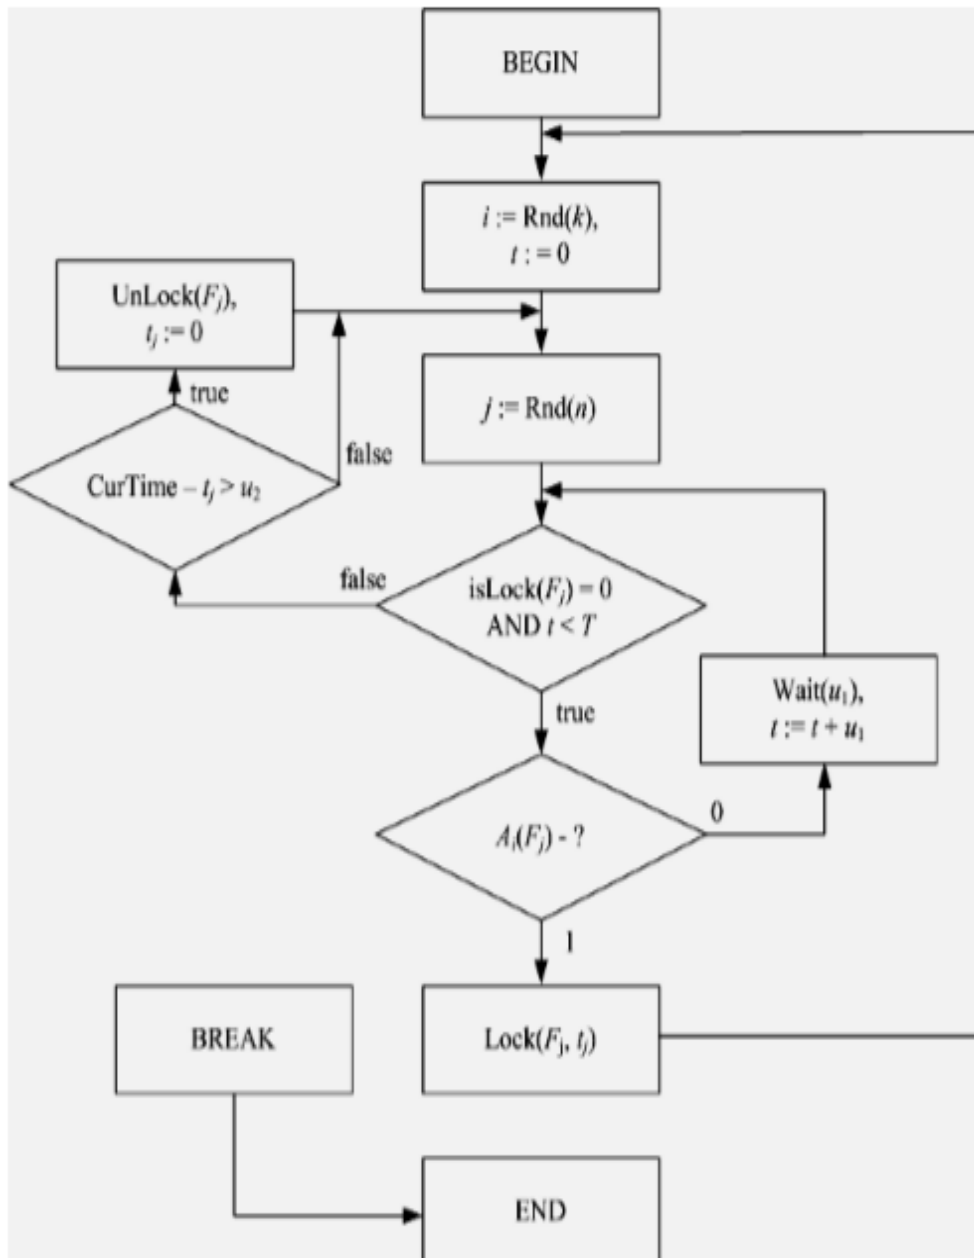 BEGIN
i := Rnd(k),
t : = 0
UnLock(Fj),
tj := 0
true
j := Rnd(n)
false
CurTime – tj > u2
false
isLock(Fj) = 0
AND t < T
Wait(u1),
t := t + u1
true
0
Ai(Fj) - ?
1
BREAK
Lock(Fj, tj)
END